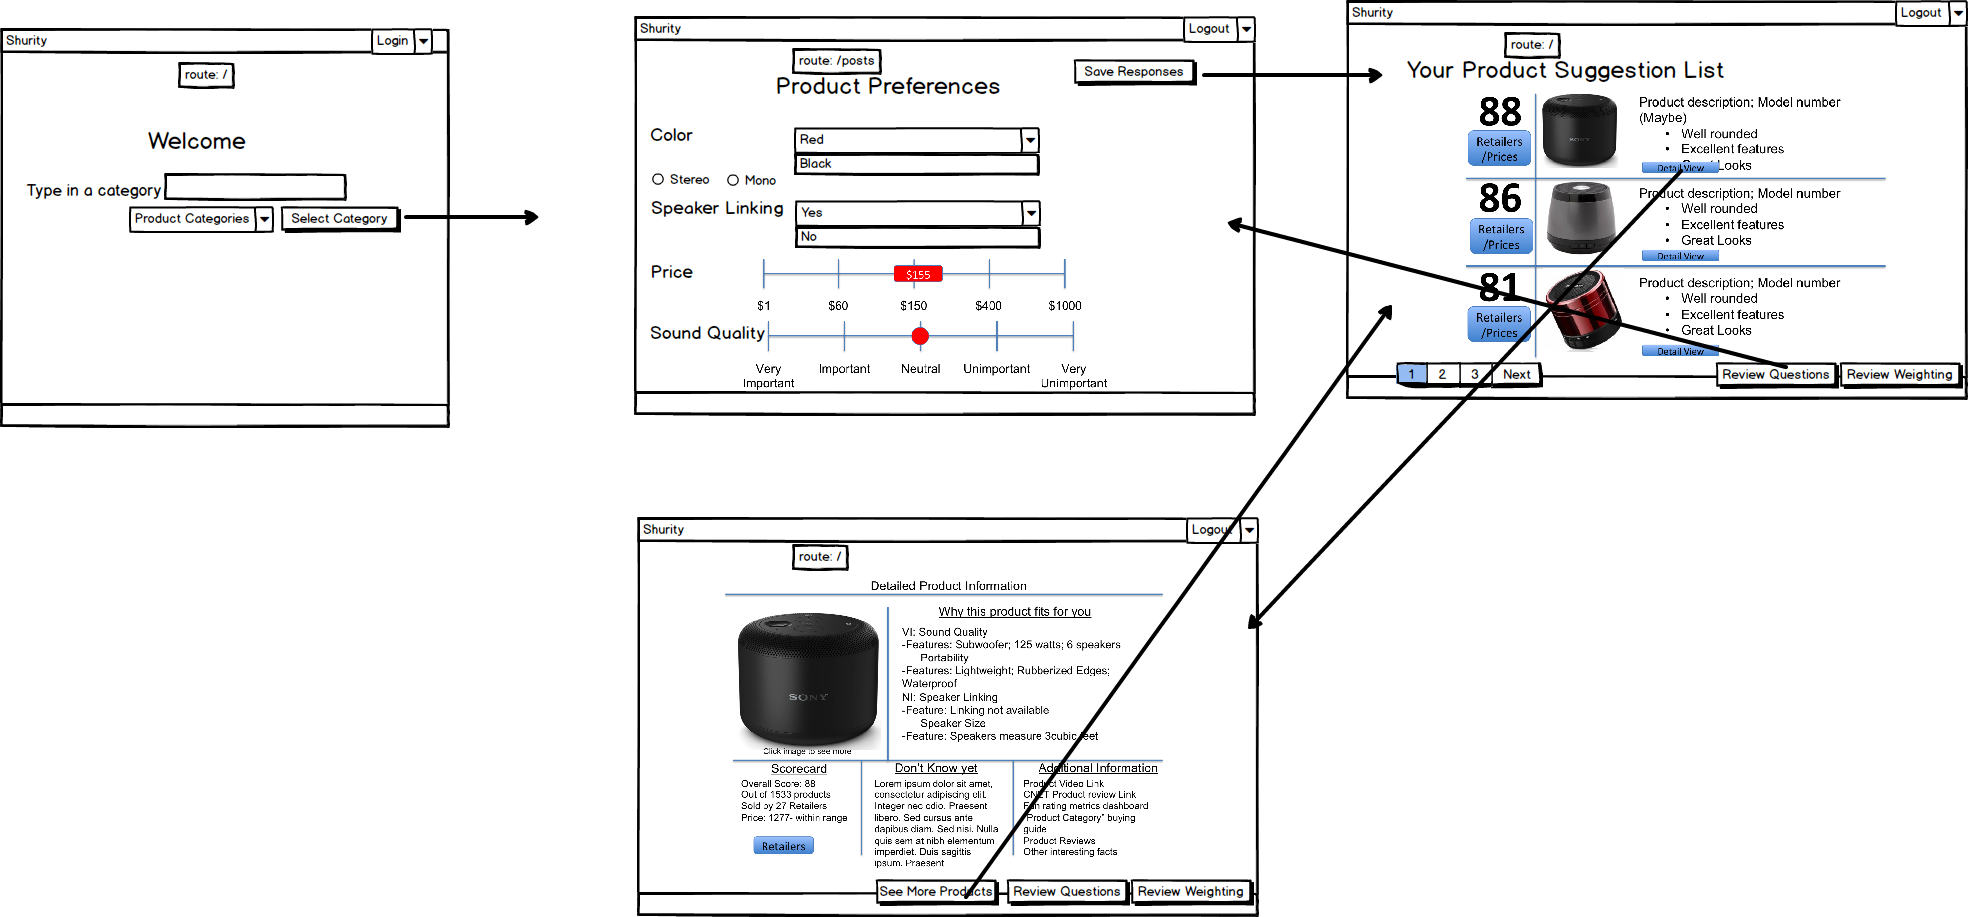 Shurity
Login
route: /
Welcome
Type in a category
Product Categories
Select Category
Shurity
Logout
route: /posts
Product Preferences
Save Responses
Color
Red
Black
Stereo
Mono
Speaker Linking
Yes
No
Price
$155
$1
$60
$150
$400
$1000
Sound Quality
Very
Important
Important
Neutral
Unimportant
Very
Unimportant
Shurity
Logout
route: /
Your Product Suggestion List
88
Retailers
/Prices
SONY
Product description; Model number
(Maybe)
• Well rounded
• Excellent features
• Great Looks
Detail View
86
Retailers
/Prices
Product description; Model number
• Well rounded
• Excellent features
• Great Looks
Detail View
81
Retailers
/Prices
Product description; Model number
• Well rounded
• Excellent features
• Great Looks
Detail View
1
2
3
Next
Review Questions
Review Weighting
Shurity
Logout
route: /
Detailed Product Information
SONY
Click image to see more
Why this product fits for you
VI: Sound Quality
-Features: Subwoofer; 125 watts; 6 speakers
Portability
-Features: Lightweight; Rubberized Edges;
Waterproof
NI: Speaker Linking
-Feature: Linking not available
Speaker Size
-Feature: Speakers measure 3cubic feet
Scorecard
Overall Score: 88
Out of 1533 products
Sold by 27 Retailers
Price: 1277- within range
Retailers
Don't Know yet
Lorem ipsum dolor sit amet,
consectetur adipiscing elit.
Integer nec odio. Praesent
libero. Sed cursus ante
dapibus diam. Sed nisi. Nulla
quis sem at nibh elementum
imperdiet. Duis sagittis
ipsum. Praesent
Additional Information
Product Video Link
CNET Product review Link
Fan rating metrics dashboard
"Product Category" buying
guide
Product Reviews
Other interesting facts
See More Products
Review Questions
Review Weighting